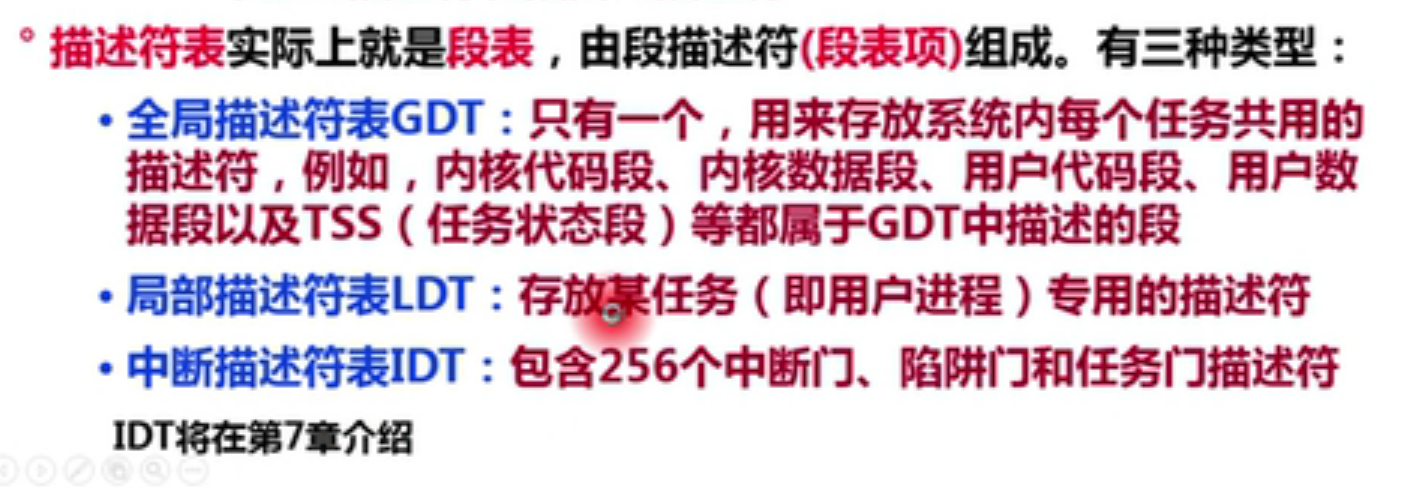 描述符表实际上就是段表，由段描述符(段表项)组成。有三种类型：
• 全局描述符表GDT：只有一个，用来存放系统内每个任务共用的
描述符，例如，内核代码段、内核数据段、用户代码段、用户数
据段以及TSS（任务状态段）等都属于GDT中描述的段
• 局部描述符表LDT：存放某任务（即用户进程）专用的描述符
• 中断描述符表IDT：包含256个中断门、陷阱门和任务门描述符
IDT将在第7章介绍